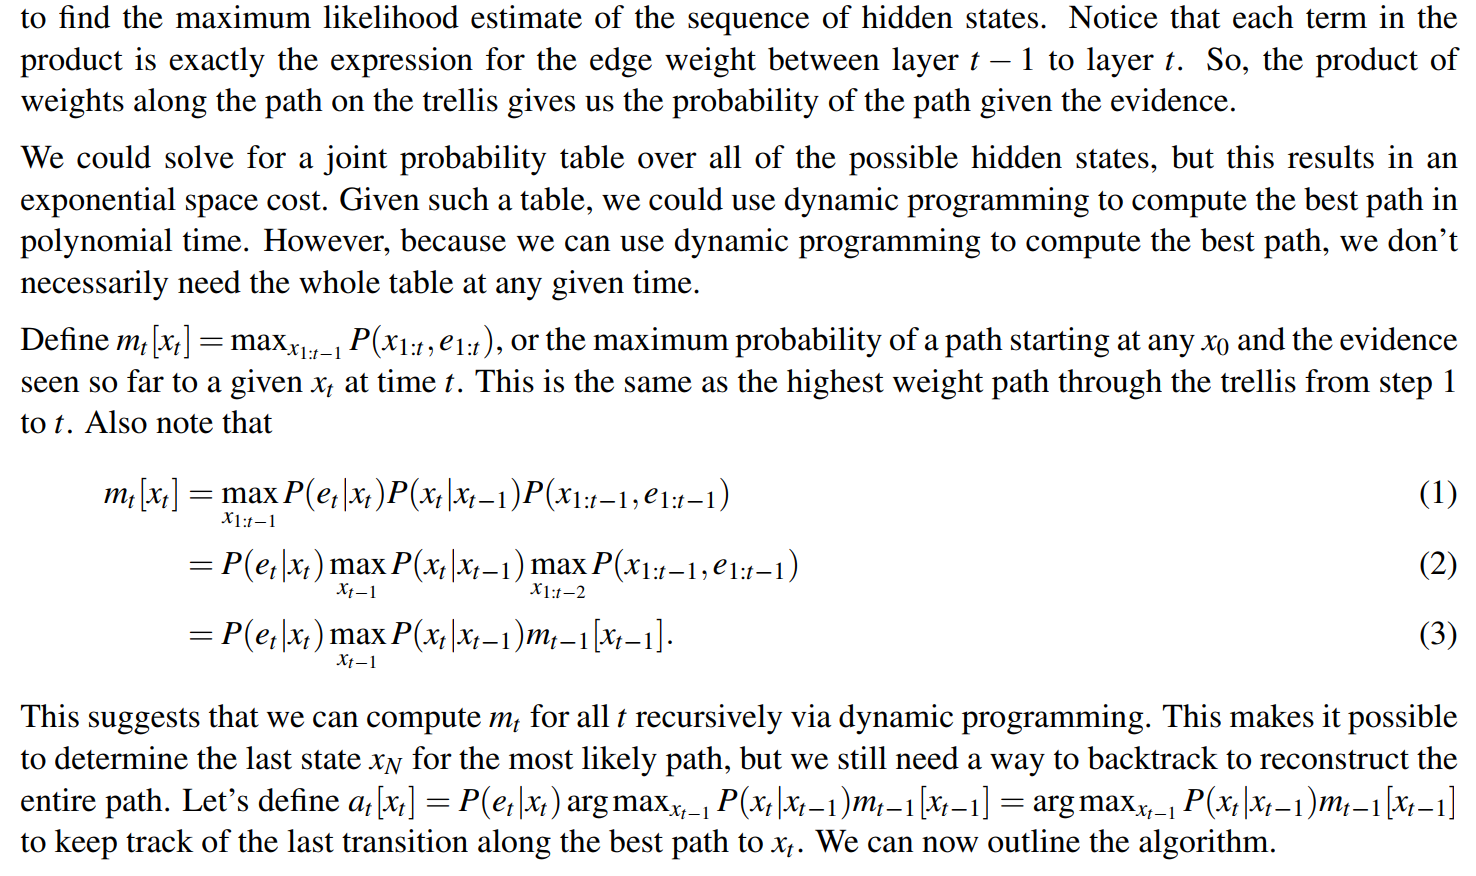 to find the maximum likelihood estimate of the sequence of hidden states. Notice that each term in the
product is exactly the expression for the edge weight between layer t − 1 to layer t. So, the product of
weights along the path on the trellis gives us the probability of the path given the evidence.
We could solve for a joint probability table over all of the possible hidden states, but this results in an
exponential space cost. Given such a table, we could use dynamic programming to compute the best path in
polynomial time. However, because we can use dynamic programming to compute the best path, we don’t
necessarily need the whole table at any given time.
Define m_t[x_t] = max_{x_{1:t−1}} P(x_{1:t}, e_{1:t}), or the maximum probability of a path starting at any x_0 and the evidence
seen so far to a given x_t at time t. This is the same as the highest weight path through the trellis from step 1
to t. Also note that
m_t[x_t] = max_{x_{1:t−1}} P(e_t|x_t)P(x_t|x_{t−1})P(x_{1:t−1}, e_{1:t−1}) (1)
= P(e_t|x_t) max_{x_{t−1}} P(x_t|x_{t−1}) max_{x_{1:t−2}} P(x_{1:t−1}, e_{1:t−1}) (2)
= P(e_t|x_t) max_{x_{t−1}} P(x_t|x_{t−1})m_{t−1}[x_{t−1}]. (3)
This suggests that we can compute m_t for all t recursively via dynamic programming. This makes it possible
to determine the last state x_N for the most likely path, but we still need a way to backtrack to reconstruct the
entire path. Let’s define a_t[x_t] = P(e_t|x_t) arg max_{x_{t−1}} P(x_t|x_{t−1})m_{t−1}[x_{t−1}] = arg max_{x_{t−1}} P(x_t|x_{t−1})m_{t−1}[x_{t−1}]
to keep track of the last transition along the best path to x_t. We can now outline the algorithm.